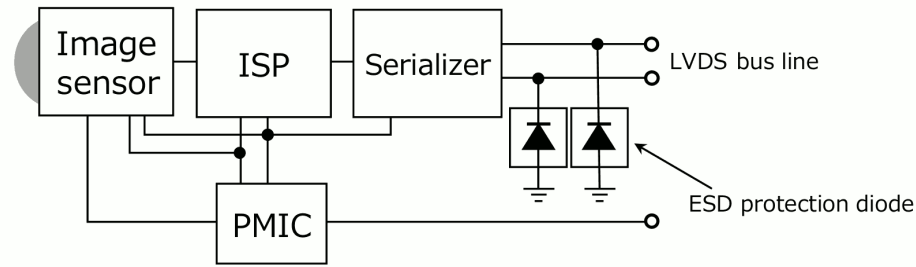 Image
sensor
ISP
Serializer
LVDS bus line
ESD protection diode
PMIC